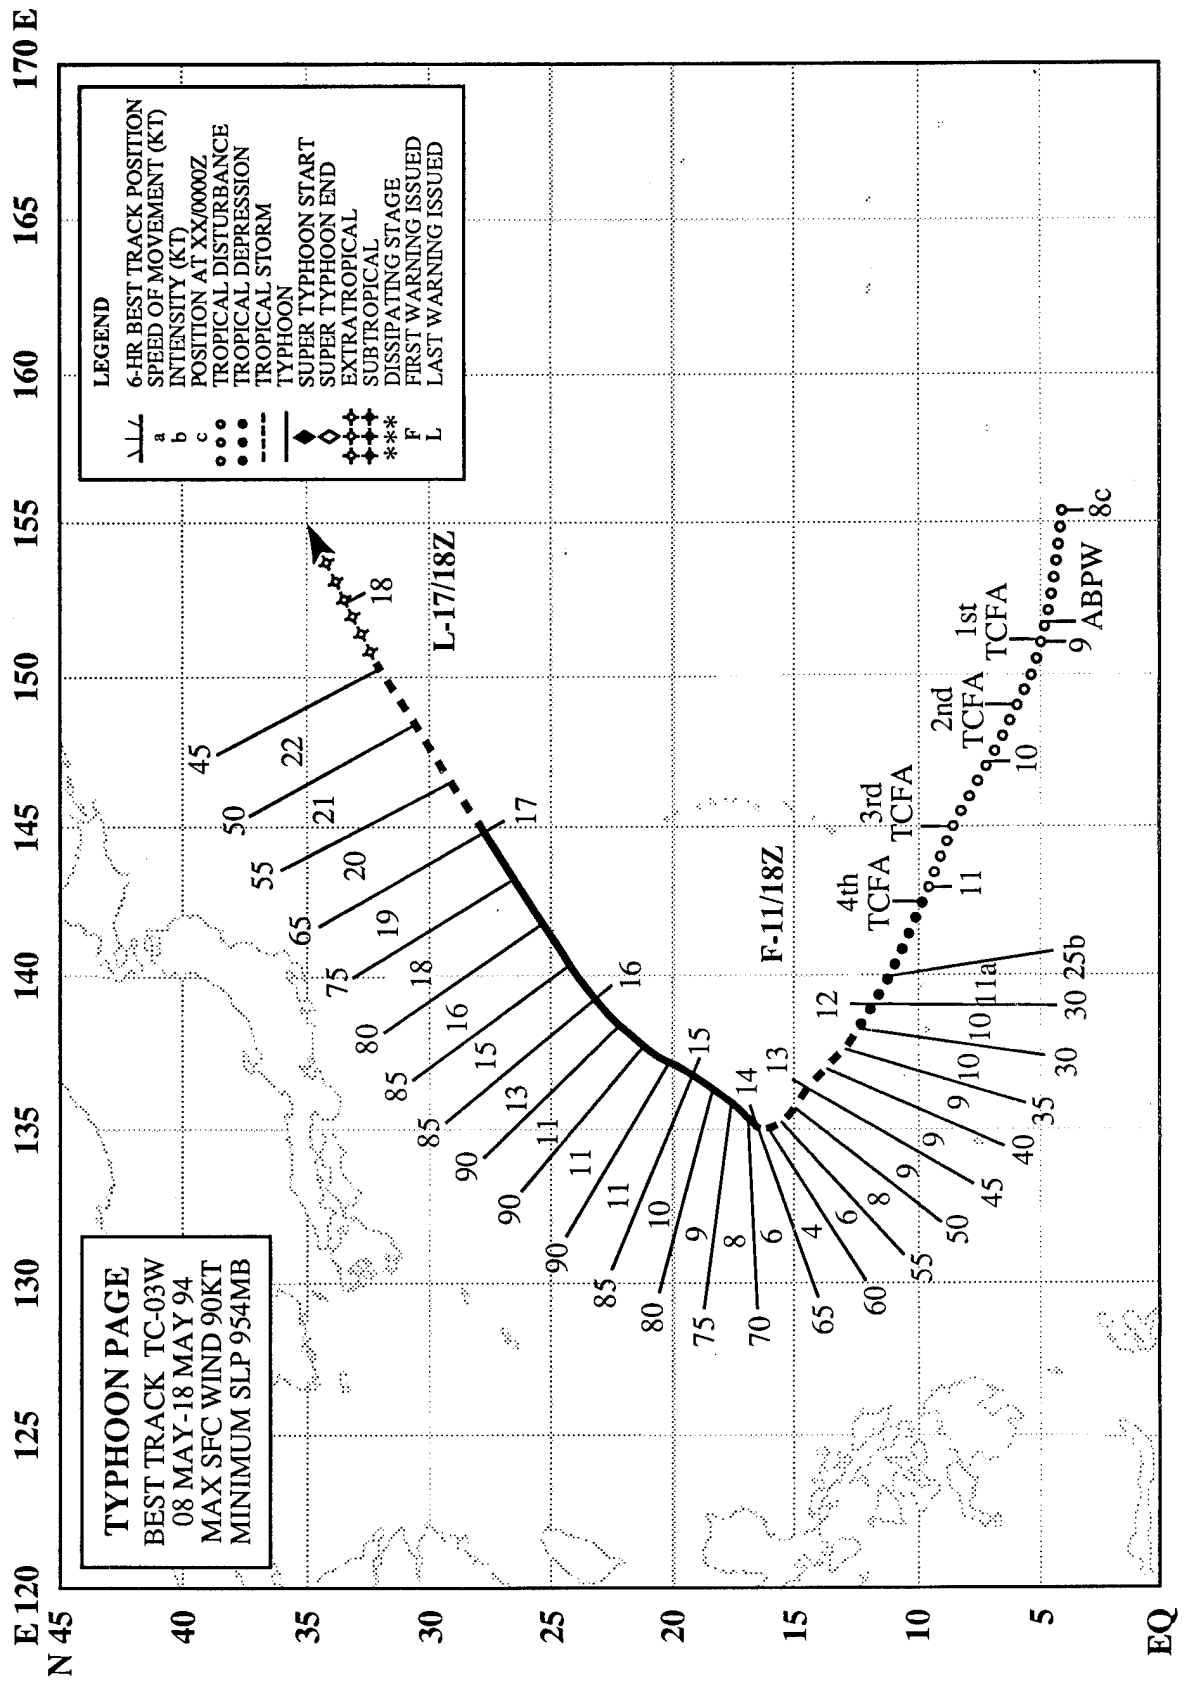 E 120
125
130
135
140
145
150
155
160
165
170 E
N 45
40
35
30
25
20
15
10
5
EQ
TYPHOON PAGE
BEST TRACK TC-03W
08 MAY-18 MAY 94
MAX SFC WIND 90KT
MINIMUM SLP 954MB
LEGEND
6-HR BEST TRACK POSITION
a SPEED OF MOVEMENT (KT)
b INTENSITY (KT)
c POSITION AT XX/0000Z
TROPICAL DISTURBANCE
TROPICAL DEPRESSION
TROPICAL STORM
TYPHOON
SUPER TYPHOON START
SUPER TYPHOON END
EXTRATROPICAL
SUBTROPICAL
*** DISSIPATING STAGE
F FIRST WARNING ISSUED
L LAST WARNING ISSUED
45
50
55
65
75
80
85
85
90
90
90
85
80
75
70
65
60
55
50
45
40
35
30
30
25b
22
21
20
19
18
16
15
13
11
11
11
10
9
8
6
4
6
8
9
9
9
10
10
11a
18
L-17/18Z
17
16
15
14
13
12
F-11/18Z
4th
TCFA
11
3rd
TCFA
2nd
TCFA
10
1st
TCFA
9
ABPW
8c